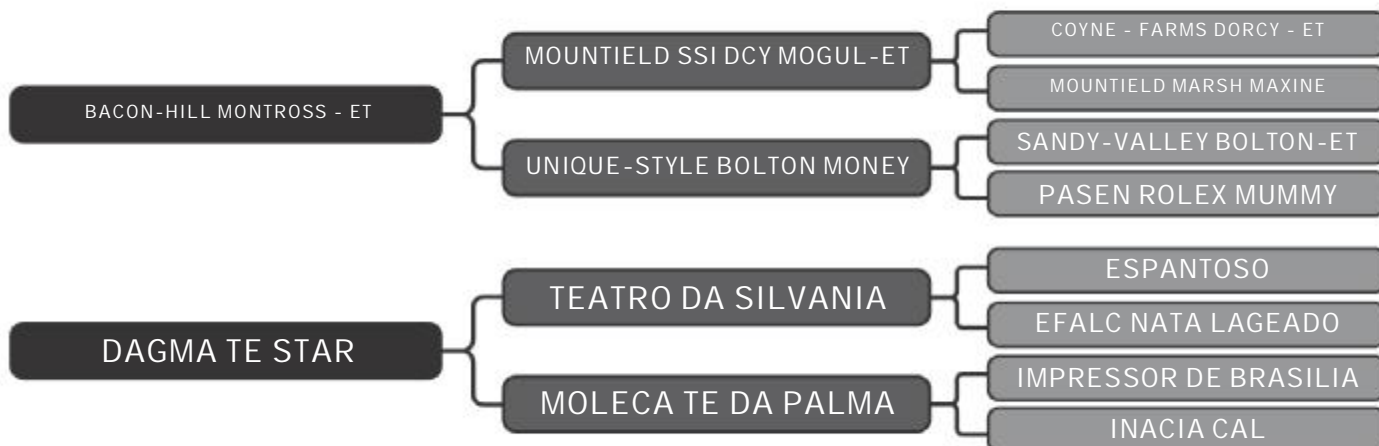 COYNE - FARMS DORCY - ET
MOUNTIELD SSI DCY MOGUL-ET
MOUNTIELD MARSH MAXINE
BACON-HILL MONTROSS - ET
SANDY-VALLEY BOLTON-ET
UNIQUE-STYLE BOLTON MONEY
PASEN ROLEX MUMMY
ESPANTOSO
TEATRO DA SILVANIA
EFALC NATA LAGEADO
DAGMA TE STAR
IMPRESSOR DE BRASILIA
MOLECA TE DA PALMA
INACIA CAL